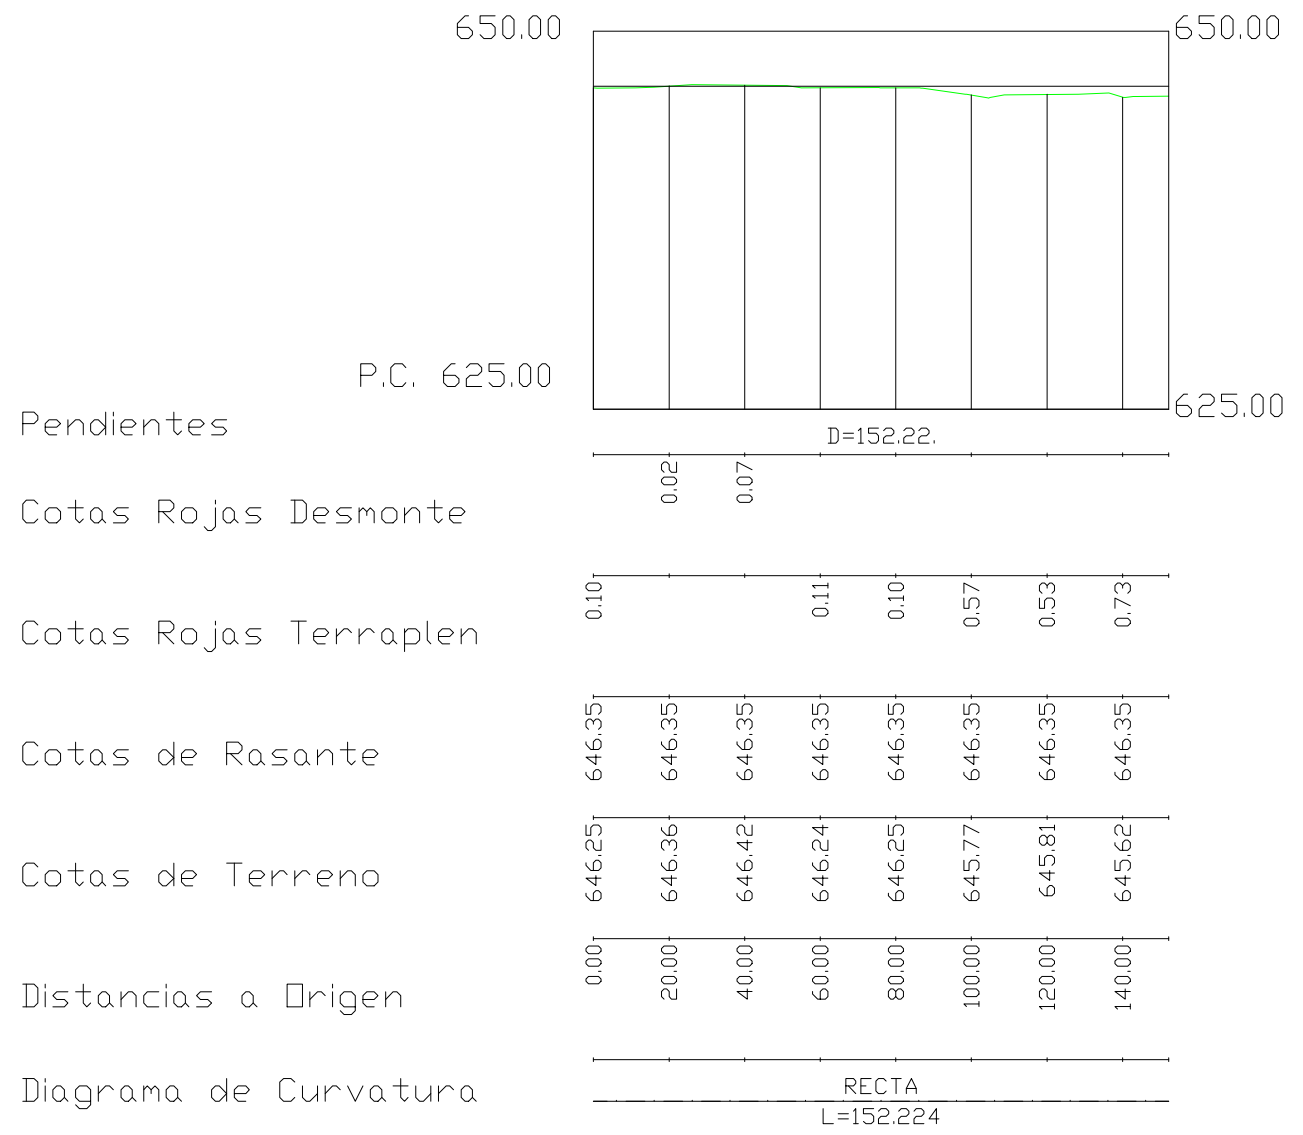 650.00 650.00
P.C. 625.00
625.00
Pendientes
D=152.22.
0.02 0.07
Cotas Rojas Desmonte
0.10 0.11 0.10 0.57 0.53 0.73
Cotas Rojas Terraplen
646.35 646.35 646.35 646.35 646.35 646.35 646.35 646.35
Cotas de Rasante
646.25 646.36 646.42 646.24 646.25 645.77 645.81 645.62
Cotas de Terreno
0.00 20.00 40.00 60.00 80.00 100.00 120.00 140.00
Distancias a Origen
Diagrama de Curvatura
RECTA
L=152.224